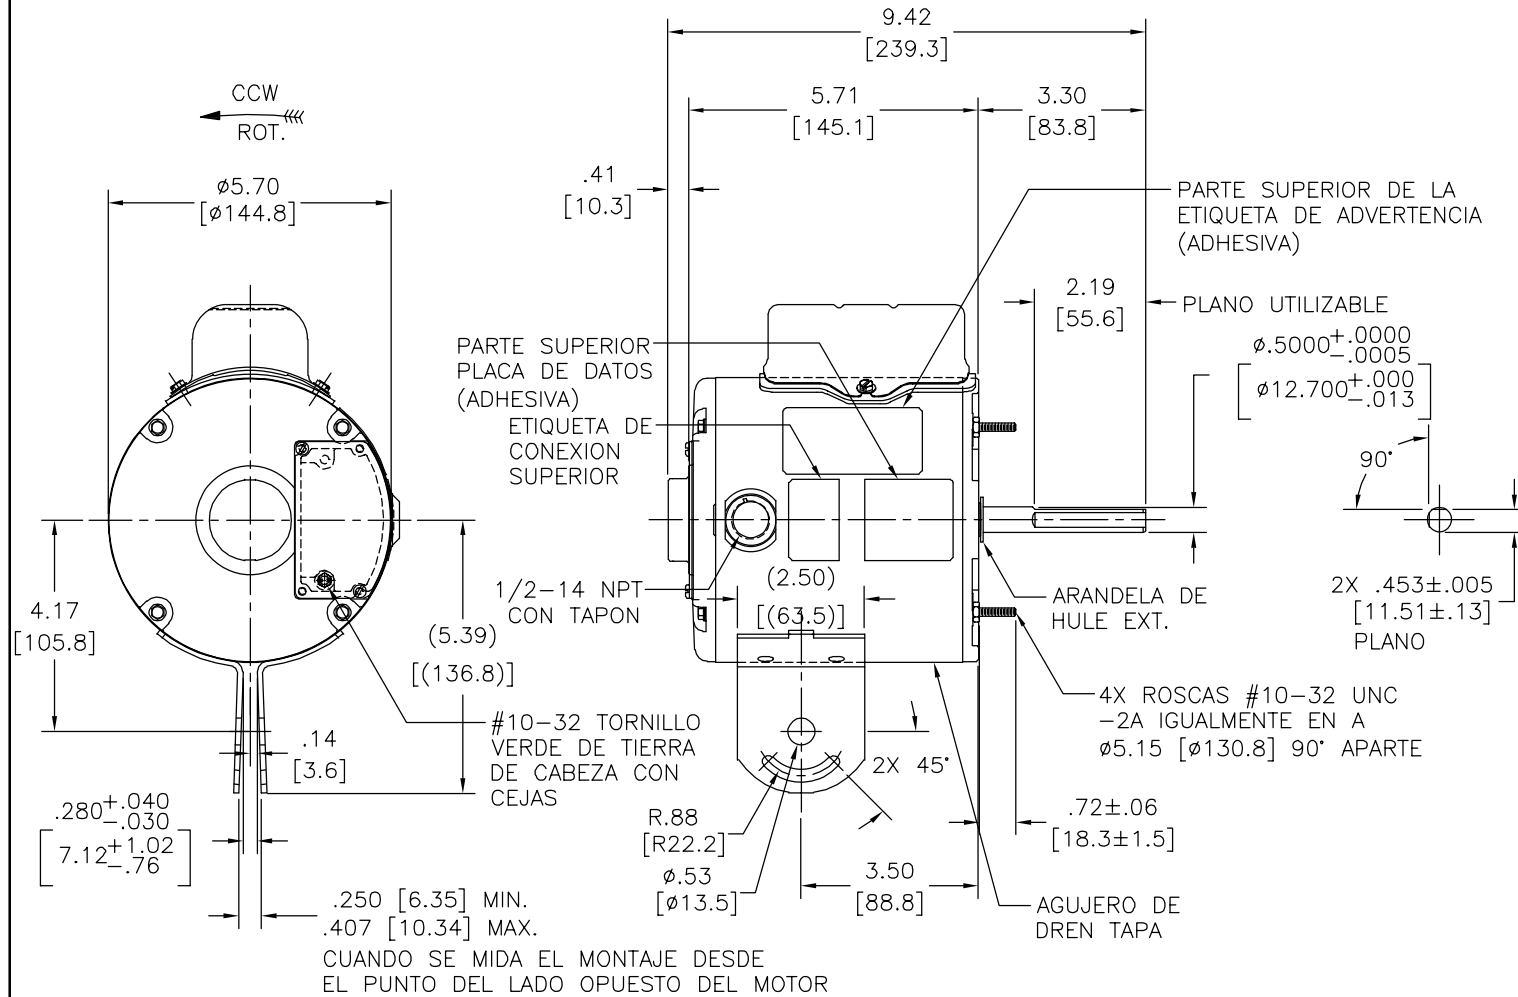 9.42
[239.3]
CCW
ROT.
5.71
[145.1]
3.30
[83.8]
.41
[10.3]
ø5.70
[ø144.8]
PARTE SUPERIOR DE LA
ETIQUETA DE ADVERTENCIA
(ADHESIVA)
2.19
[55.6]
PLANO UTILIZABLE
ø.5000+.0000
-.0005
[ø12.700+.000
-.013]
PARTE SUPERIOR
PLACA DE DATOS
(ADHESIVA)
ETIQUETA DE
CONEXION
SUPERIOR
90°
1/2-14 NPT
CON TAPON
(2.50)
[(63.5)]
ARANDELA DE
HULE EXT.
2X .453±.005
[11.51±.13]
PLANO
4.17
[105.8]
(5.39)
[(136.8)]
4X ROSCAS #10-32 UNC
-2A IGUALMENTE EN A
ø5.15 [ø130.8] 90° APARTE
#10-32 TORNILLO
VERDE DE TIERRA
DE CABEZA CON
CEJAS
.14
[3.6]
2X 45°
.280+.040
-.030
[7.12+1.02
-.76]
R.88
[R22.2]
ø.53
[ø13.5]
.72±.06
[18.3±1.5]
3.50
[88.8]
AGUJERO DE
DREN TAPA
.250 [6.35] MIN.
.407 [10.34] MAX.
CUANDO SE MIDA EL MONTAJE DESDE
EL PUNTO DEL LADO OPUESTO DEL MOTOR